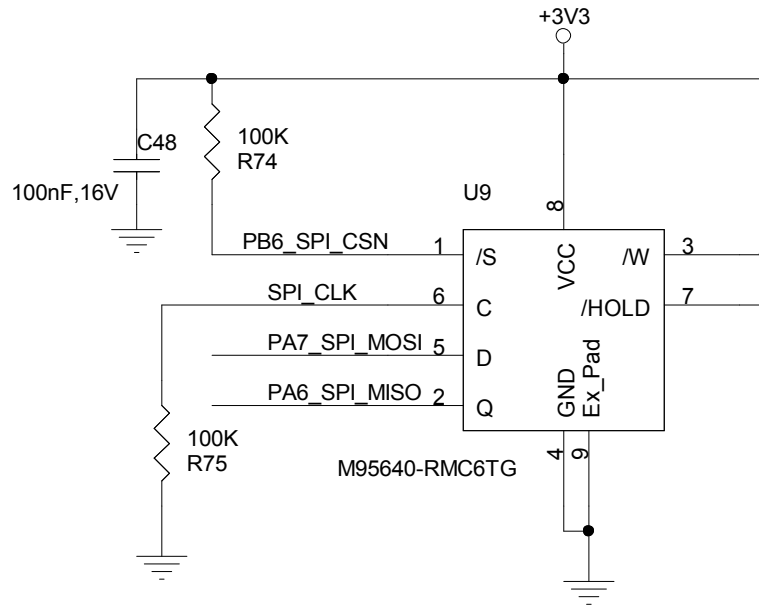 +3V3
C48
100nF,16V
100K
R74
U9
8
PB6_SPI_CSN
1
/S
VCC
/W
3
SPI_CLK
6
C
/HOLD
7
PA7_SPI_MOSI
5
D
PA6_SPI_MISO
2
Q
GND
Ex_Pad
100K
R75
4
9
M95640-RMC6TG